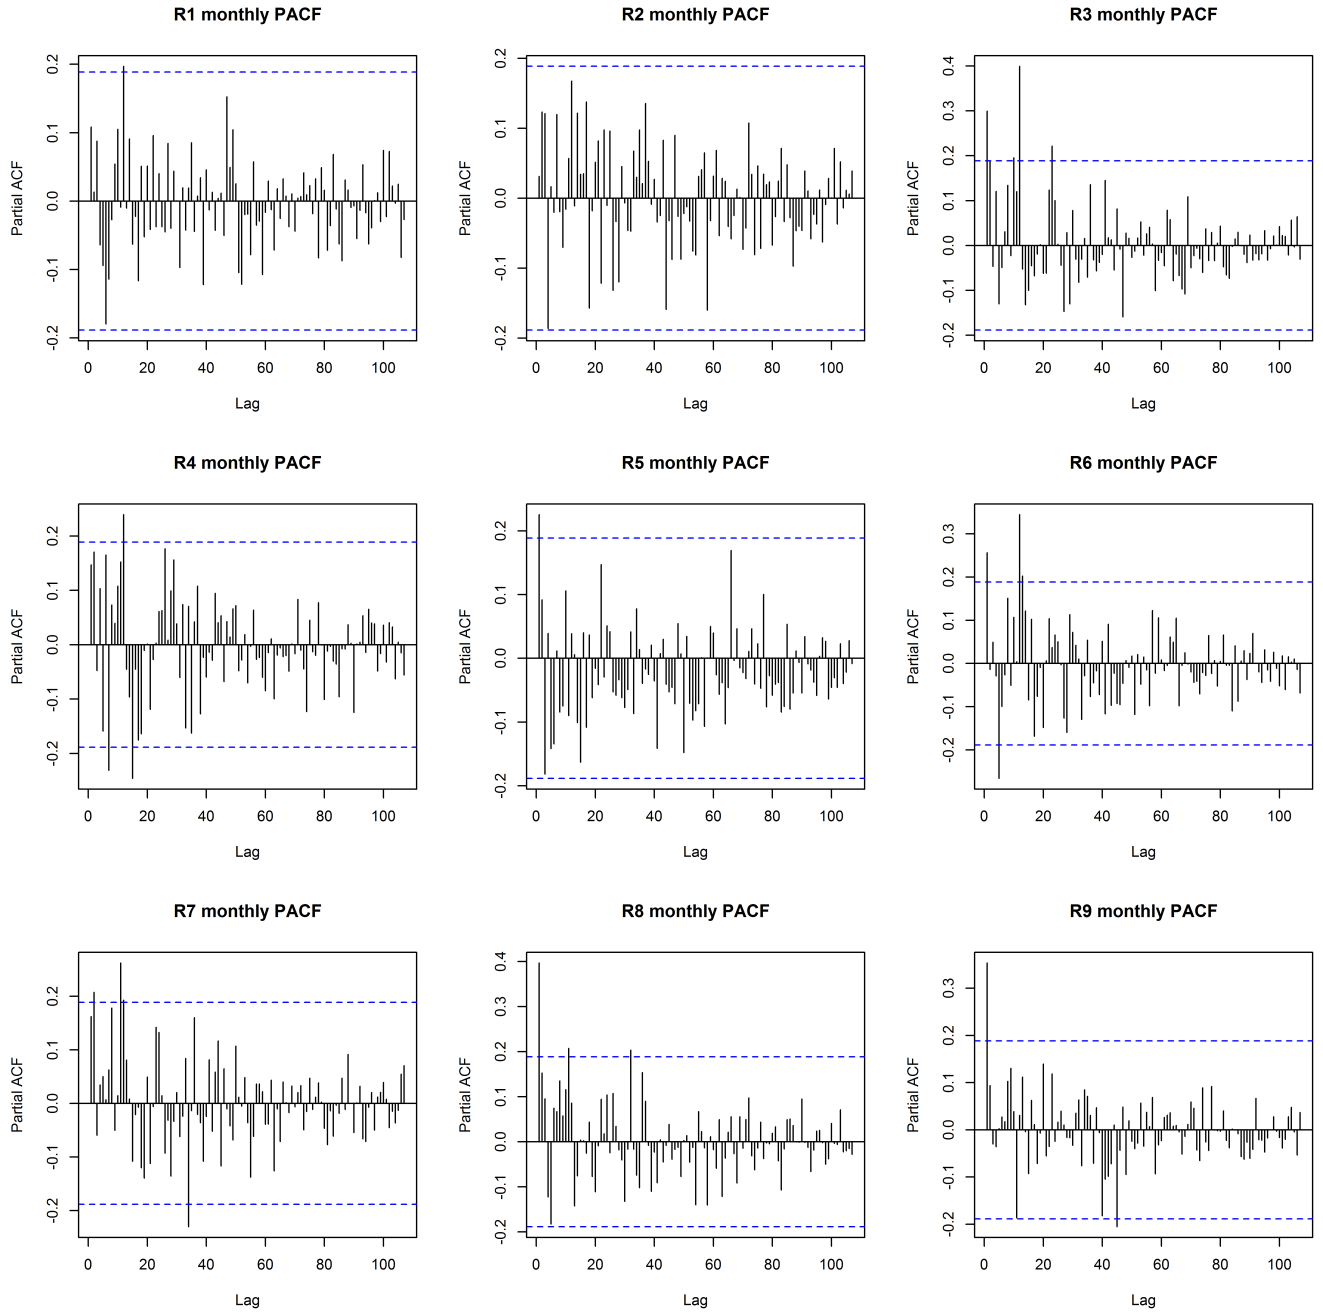 R1 monthly PACF
Partial ACF
-0.2 -0.1 0.0 0.1 0.2
0 20 40 60 80 100
Lag
R2 monthly PACF
Partial ACF
-0.2 -0.1 0.0 0.1 0.2
0 20 40 60 80 100
Lag
R3 monthly PACF
Partial ACF
-0.2 -0.1 0.0 0.1 0.2 0.3 0.4
0 20 40 60 80 100
Lag
R4 monthly PACF
Partial ACF
-0.2 -0.1 0.0 0.1 0.2
0 20 40 60 80 100
Lag
R5 monthly PACF
Partial ACF
-0.2 -0.1 0.0 0.1 0.2
0 20 40 60 80 100
Lag
R6 monthly PACF
Partial ACF
-0.2 -0.1 0.0 0.1 0.2 0.3
0 20 40 60 80 100
Lag
R7 monthly PACF
Partial ACF
-0.2 -0.1 0.0 0.1 0.2
0 20 40 60 80 100
Lag
R8 monthly PACF
Partial ACF
-0.2 -0.1 0.0 0.1 0.2 0.3 0.4
0 20 40 60 80 100
Lag
R9 monthly PACF
Partial ACF
-0.2 -0.1 0.0 0.1 0.2 0.3
0 20 40 60 80 100
Lag